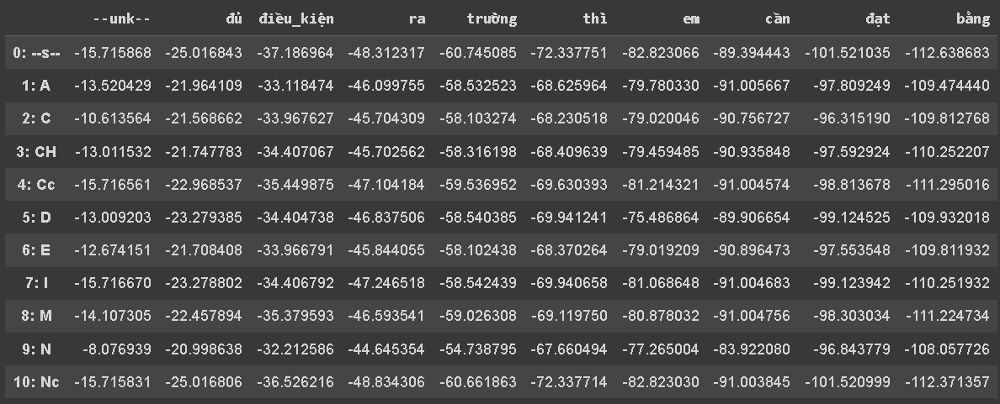 --unk-- đủ điều_kiện ra trường thì em cần đạt bằng
0: --s-- -15.715868 -25.016843 -37.186964 -48.312317 -60.745085 -72.337751 -82.823066 -89.394443 -101.521035 -112.638683
1: A -13.520429 -21.964109 -33.118474 -46.099755 -58.532523 -68.625964 -79.780330 -91.005667 -97.809249 -109.474440
2: C -10.613564 -21.568662 -33.967627 -45.704309 -58.103274 -68.230518 -79.020046 -90.756727 -96.315190 -109.812768
3: CH -13.011532 -21.747783 -34.407067 -45.702562 -58.316198 -68.409639 -79.459485 -90.935848 -97.592924 -110.252207
4: Cc -15.716561 -22.968537 -35.449875 -47.104184 -59.536952 -69.630393 -81.214321 -91.004574 -98.813678 -111.295016
5: D -13.009203 -23.279385 -34.404738 -46.837506 -58.540385 -69.941241 -75.486864 -89.906654 -99.124525 -109.932018
6: E -12.674151 -21.708408 -33.966791 -45.844055 -58.102438 -68.370264 -79.019209 -90.896473 -97.553548 -109.811932
7: I -15.716670 -23.278802 -34.406792 -47.246518 -58.542439 -69.940658 -81.068648 -91.004683 -99.123942 -110.251932
8: M -14.107305 -22.457894 -35.379593 -46.593541 -59.026308 -69.119750 -80.878032 -91.004756 -98.303034 -111.224734
9: N -8.076939 -20.998638 -32.212586 -44.645354 -54.738795 -67.660494 -77.265004 -83.922080 -96.843779 -108.057726
10: Nc -15.715831 -25.016806 -36.526216 -48.834306 -60.661863 -72.337714 -82.823030 -91.003845 -101.520999 -112.371357